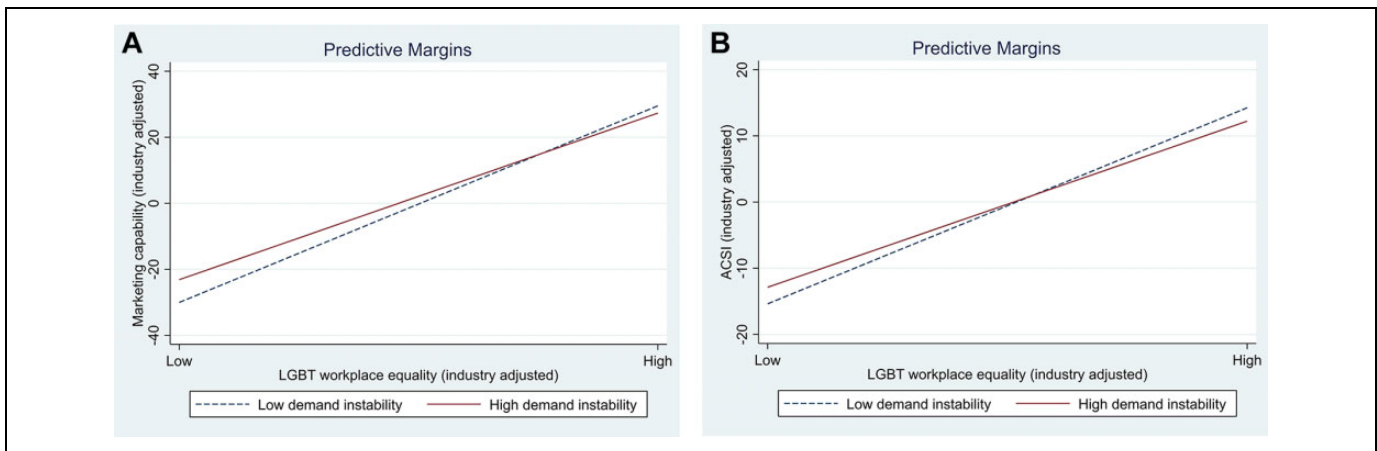 A
Predictive Margins
Marketing capability (industry adjusted)
40
20
0
-20
-40
Low
High
LGBT workplace equality (industry adjusted)
Low demand instability
High demand instability
B
Predictive Margins
ACSI (industry adjusted)
20
10
0
-10
-20
Low
High
LGBT workplace equality (industry adjusted)
Low demand instability
High demand instability